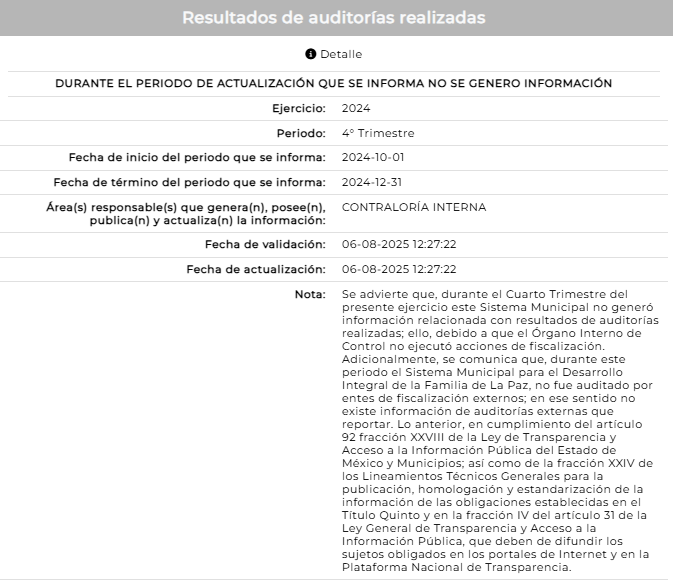 Resultados de auditorías realizadas
Detalle
DURANTE EL PERIODO DE ACTUALIZACIÓN QUE SE INFORMA NO SE GENERO INFORMACIÓN
Ejercicio: 2024
Periodo: 4° Trimestre
Fecha de inicio del periodo que se informa: 2024-10-01
Fecha de término del periodo que se informa: 2024-12-31
Área(s) responsable(s) que genera(n), posee(n), publica(n) y actualiza(n) la información: CONTRALORÍA INTERNA
Fecha de validación: 06-08-2025 12:27:22
Fecha de actualización: 06-08-2025 12:27:22
Nota: Se advierte que, durante el Cuarto Trimestre del
presente ejercicio este Sistema Municipal no generó
información relacionada con resultados de auditorías
realizadas; ello, debido a que el Órgano Interno de
Control no ejecutó acciones de fiscalización.
Adicionalmente, se comunica que, durante este
periodo el Sistema Municipal para el Desarrollo
Integral de la Familia de La Paz, no fue auditado por
entes de fiscalización externos; en ese sentido no
existe información de auditorías externas que
reportar. Lo anterior, en cumplimiento del artículo
92 fracción XXVIII de la Ley de Transparencia y
Acceso a la Información Pública del Estado de
México y Municipios; así como de la fracción XXIV de
los Lineamientos Técnicos Generales para la
publicación, homologación y estandarización de la
información de las obligaciones establecidas en el
Título Quinto y en la fracción IV del artículo 31 de la
Ley General de Transparencia y Acceso a la
Información Pública, que deben de difundir los
sujetos obligados en los portales de Internet y en la
Plataforma Nacional de Transparencia.